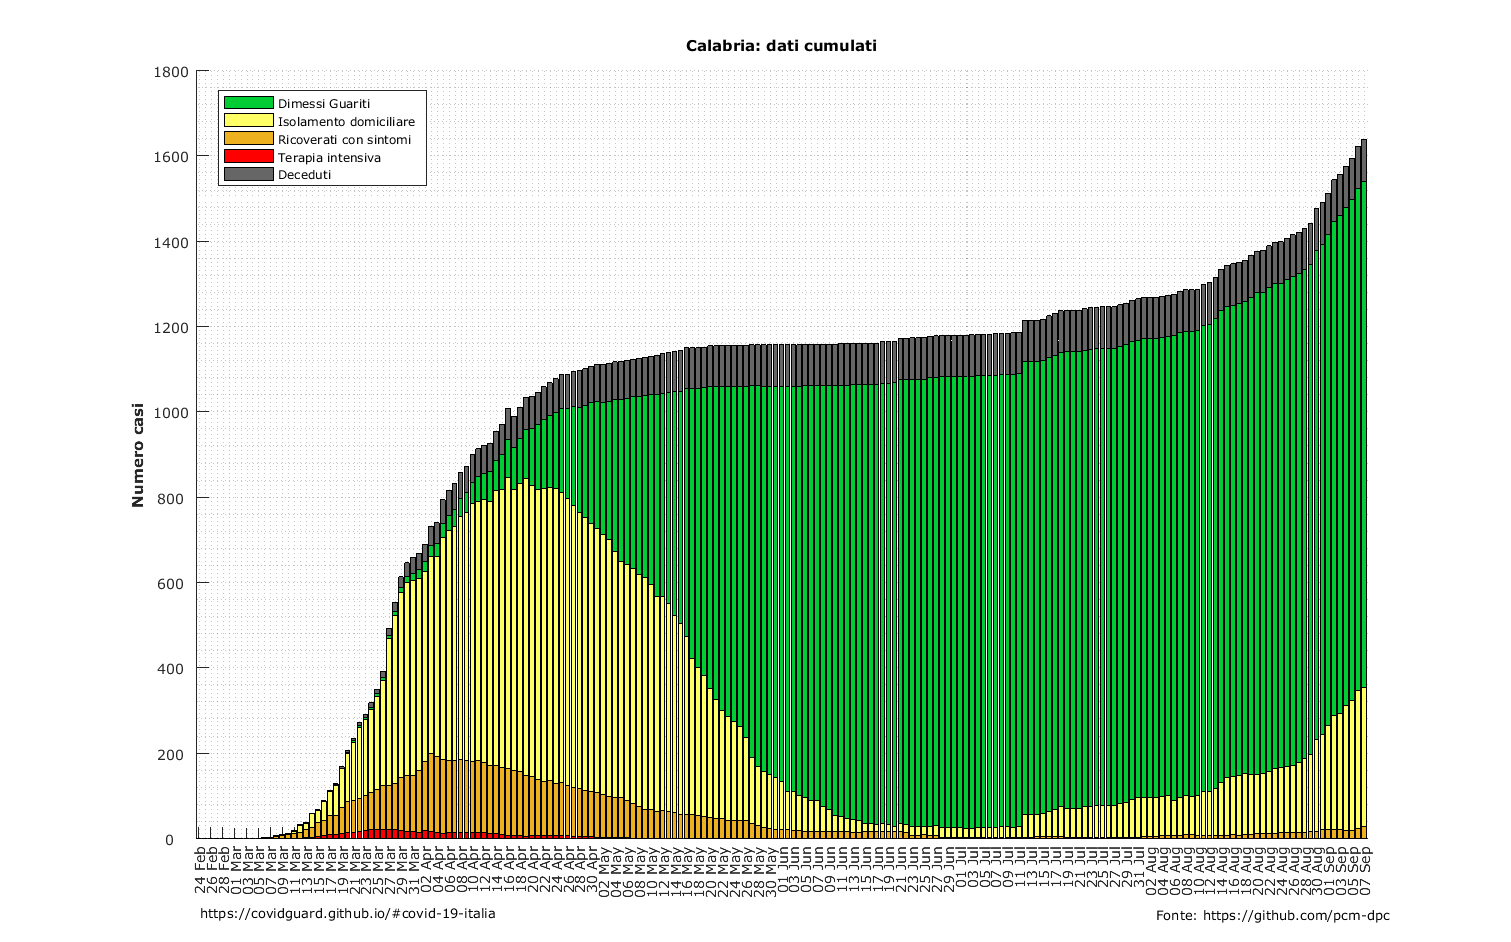 Calabria: dati cumulati
Numero casi
1800
1600
1400
1200
1000
800
600
400
200
0
Dimessi Guariti
Isolamento domiciliare
Ricoverati con sintomi
Terapia intensiva
Deceduti
24 Feb
26 Feb
28 Feb
01 Mar
03 Mar
05 Mar
07 Mar
09 Mar
11 Mar
13 Mar
15 Mar
17 Mar
19 Mar
21 Mar
23 Mar
25 Mar
27 Mar
29 Mar
31 Mar
02 Apr
04 Apr
06 Apr
08 Apr
10 Apr
12 Apr
14 Apr
16 Apr
18 Apr
20 Apr
22 Apr
24 Apr
26 Apr
28 Apr
30 Apr
02 May
04 May
06 May
08 May
10 May
12 May
14 May
16 May
18 May
20 May
22 May
24 May
26 May
28 May
30 May
01 Jun
03 Jun
05 Jun
07 Jun
09 Jun
11 Jun
13 Jun
15 Jun
17 Jun
19 Jun
21 Jun
23 Jun
25 Jun
27 Jun
29 Jun
01 Jul
03 Jul
05 Jul
07 Jul
09 Jul
11 Jul
13 Jul
15 Jul
17 Jul
19 Jul
21 Jul
23 Jul
25 Jul
27 Jul
29 Jul
31 Jul
02 Aug
04 Aug
06 Aug
08 Aug
10 Aug
12 Aug
14 Aug
16 Aug
18 Aug
20 Aug
22 Aug
24 Aug
26 Aug
28 Aug
30 Aug
01 Sep
03 Sep
05 Sep
07 Sep
https://covidguard.github.io/#covid-19-italia
Fonte: https://github.com/pcm-dpc